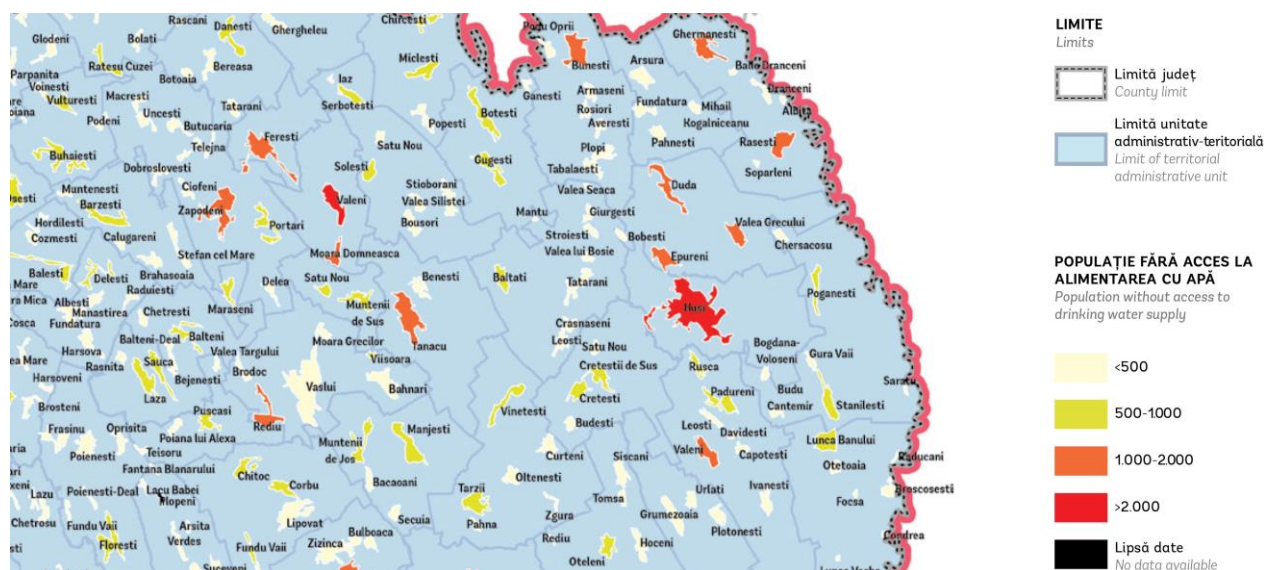 Rascani
Danesti
Ghergheleu
Chircesti
Ghermanesti
Glodeni
Bolati
Bunesti
Arsura
Parpanita
Ratesu Cuzei
Bereasa
Miclesti
Voinesti
Botoaia
Iaz
Ganesti
Armaseni
Vulturesti
Macresti
Tatarani
Serbotesti
Rosiori
Fundatura
Mihail
Kogalniceanu
Podeni
Uncesti
Botesti
Averesti
Butucaria
Feresti
Popesti
Telejna
Satu Nou
Plopi
Pahnesti
Rasesti
Buhaiesti
Dobroslovesti
Solesti
Gugesti
Tabalaesti
Soparleni
Muntenesti
Ciofeni
Stioborani
Valea Seaca
Duda
Barzesti
Zapodeni
Valeni
Valea Silistei
Hordilesti
Portari
Bousori
Mantu
Giurgesti
Valea Grecului
Cozmesti
Calugareni
Stroiesti
Bobesti
Chersacosu
Stefan cel Mare
Moara Domneasca
Valea lui Bosie
Epureni
Balesti
Delesti
Brahasoaia
Delea
Satu Nou
Benesti
Baltati
Tatarani
Raduiesti
Poganesti
Albesti
Manastirea
Chetresti
Maraseni
Muntenii
de Sus
Husi
Fundatura
Balteni-Deal
Balteni
Moara Grecilor
Tanacu
Crasnaseni
Harsova
Valea Targului
Viisoara
Leosti
Satu Nou
Bogdana-
Voloseni
Gura Vaii
Rasnita
Sauca
Brodoc
Cretestii de Sus
Rusca
Harsoveni
Bejenesti
Vaslui
Bahnari
Cretesti
Padureni
Budu
Laza
Cantemir
Stanilesti
Brosteni
Puscasi
Rediu
Vinetesti
Frasinu
Oprisita
Poiana lui Alexa
Muntenii
de Jos
Manjesti
Budesti
Leosti
Davidesti
Lunca Banului
Poienesti
Teisoru
Curteni
Siscani
Valeni
Capotesti
Otetoaia
Fantana Blanarului
Chitoc
Bacaoani
Oltenesti
Lazu
Poienesti-Deal
Lacu Babei
Corbu
Tarzii
Tomsa
Urlati
Ivanesti
Focsa
Broscosesti
Chetrosu
Fundu Vaii
Arsita
Verdes
Lipovat
Secuia
Pahna
Zgura
Grumezoaia
Plotonesti
Floresti
Fundu Vaii
Zizinca
Bulboaca
Rediu
Hoceni
Oteleni
LIMITE
Limits
Limită județ
County limit
Limită unitate
administrativ-teritorială
Limit of territorial
administrative unit
POPULAȚIE FĂRĂ ACCES LA
ALIMENTAREA CU APĂ
Population without access to
drinking water supply
<500
500-1000
1.000-2.000
>2.000
Lipsă date
No data available